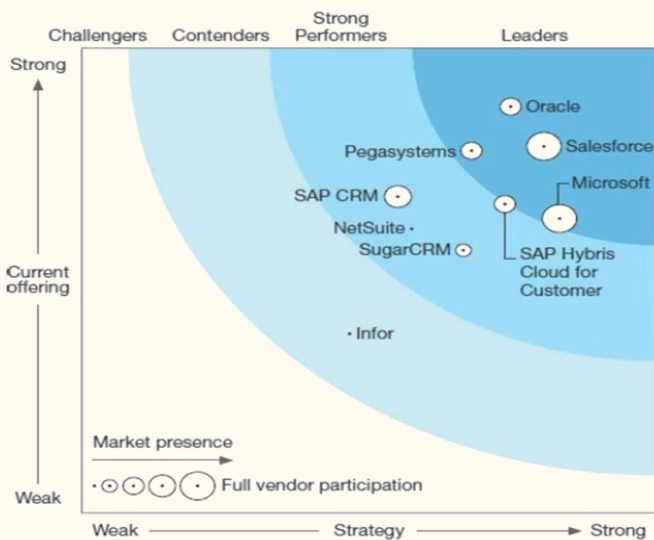 Challengers
Contenders
Strong
Performers
Leaders
Strong
Oracle
Pegasystems
Salesforce
Microsoft
SAP CRM
NetSuite
SugarCRM
SAP Hybris
Cloud for
Customer
Current
offering
Infor
Market presence
Full vendor participation
Weak
Weak
Strategy
Strong